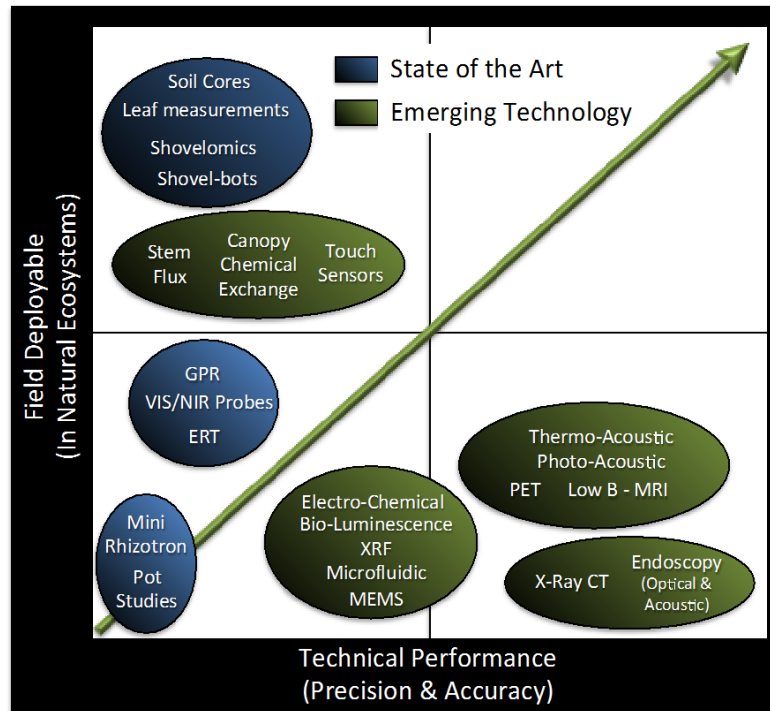 State of the Art
Emerging Technology
Soil Cores
Leaf measurements
Shovelomics
Shovel-bots
Stem
Flux
Canopy
Chemical
Exchange
Touch
Sensors
GPR
VIS/NIR Probes
ERT
Mini
Rhizotron
Pot
Studies
Electro-Chemical
Bio-Luminescence
XRF
Microfluidic
MEMS
Thermo-Acoustic
Photo-Acoustic
PET Low B - MRI
X-Ray CT
Endoscopy
(Optical &
Acoustic)
Field Deployable
(In Natural Ecosystems)
Technical Performance
(Precision & Accuracy)